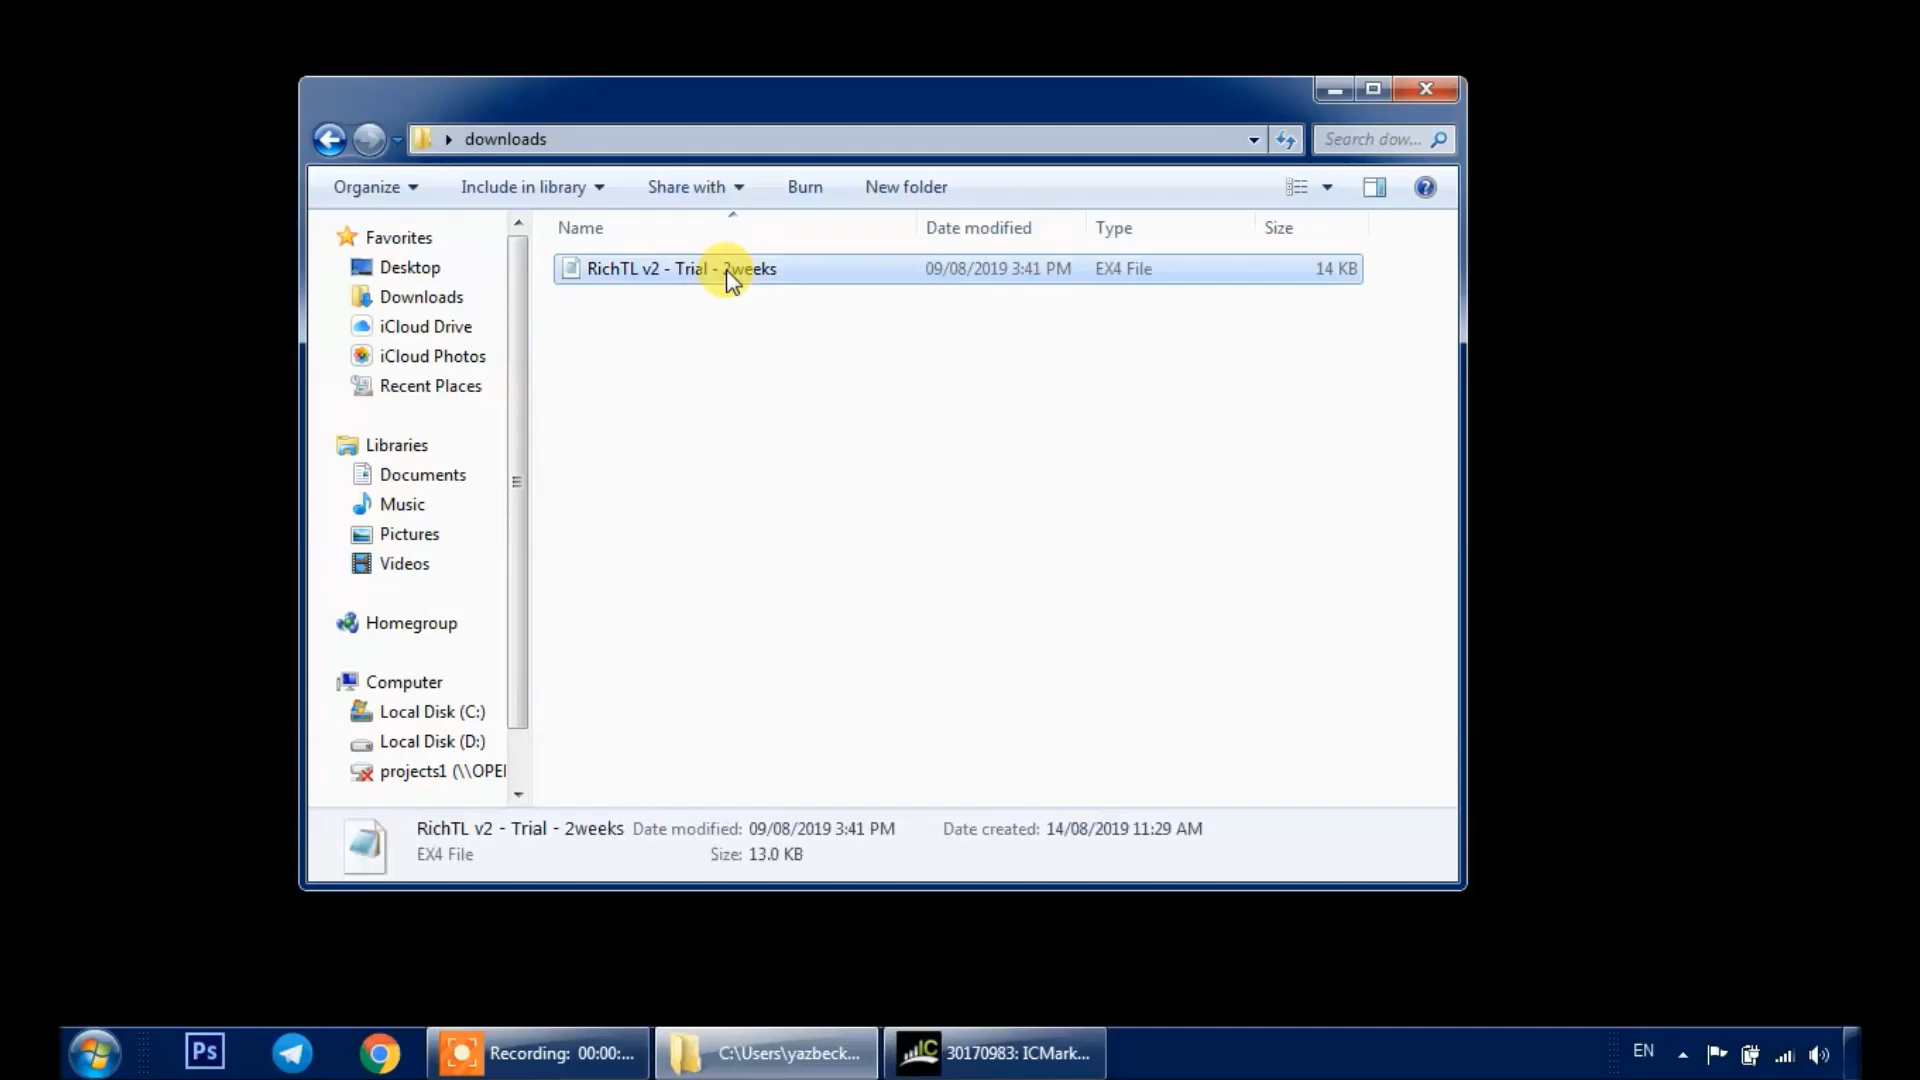 downloads
Search dow...
Organize
Include in library
Share with
Burn
New folder
Name
Date modified
Type
Size
RichTL v2 - Trial - 2weeks
09/08/2019 3:41 PM
EX4 File
14 KB
Favorites
Desktop
Downloads
iCloud Drive
iCloud Photos
Recent Places
Libraries
Documents
Music
Pictures
Videos
Homegroup
Computer
Local Disk (C:)
Local Disk (D:)
projects1 (\\OPE
RichTL v2 - Trial - 2weeks Date modified: 09/08/2019 3:41 PM Date created: 14/08/2019 11:29 AM
EX4 File Size: 13.0 KB
Ps
Recording: 00:00:...
C:\Users\yazbeck...
IC
30170983: ICMark...
EN